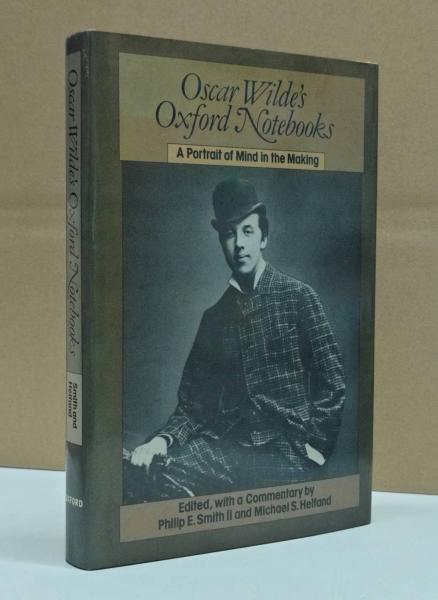 Oscar Wilde's
Oxford Notebooks
A Portrait of Mind in the Making
Edited, with a Commentary by
Philip E. Smith II and Michael S. Helfand
Oscar Wilde's Oxford Notebooks
Smith and
Helfand
OXFORD